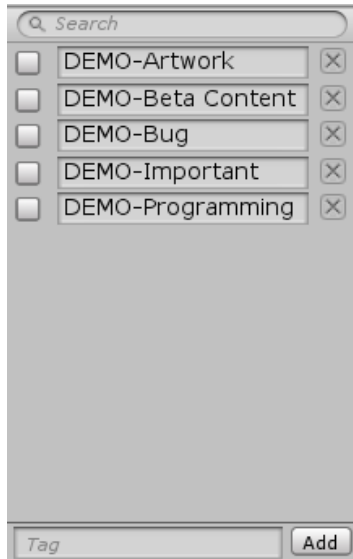 Search
DEMO-Artwork
DEMO-Beta Content
DEMO-Bug
DEMO-Important
DEMO-Programming
Tag Add